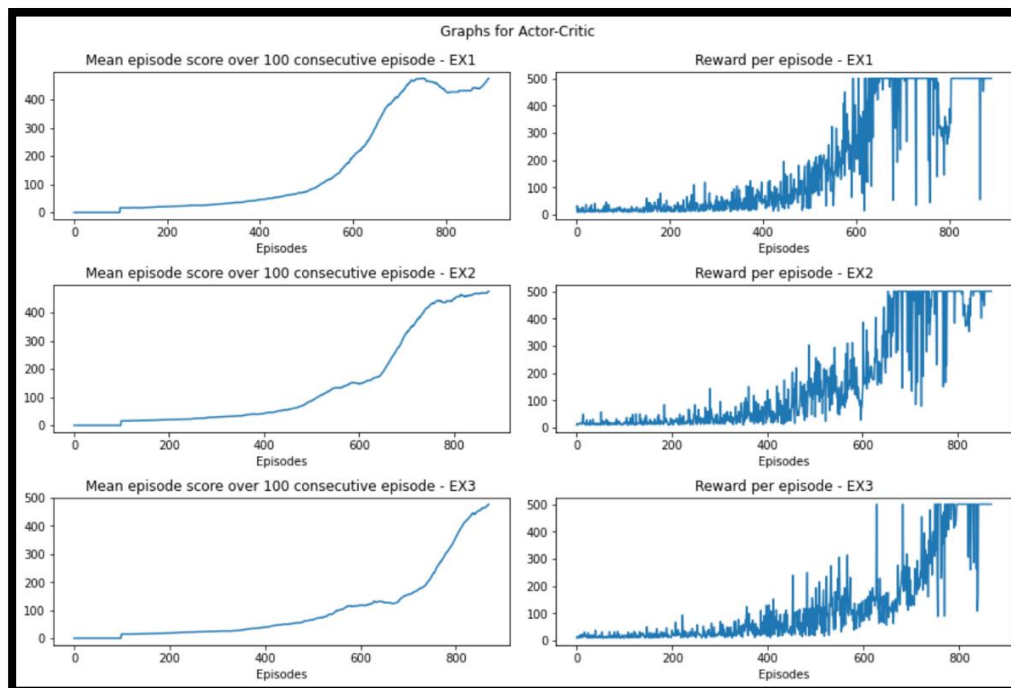 Graphs for Actor-Critic
Mean episode score over 100 consecutive episode - EX1
400
300
200
100
0
0 200 400 600 800
Episodes
Reward per episode - EX1
500
400
300
200
100
0
0 200 400 600 800
Episodes
Mean episode score over 100 consecutive episode - EX2
400
300
200
100
0
0 200 400 600 800
Episodes
Reward per episode - EX2
500
400
300
200
100
0
0 200 400 600 800
Episodes
Mean episode score over 100 consecutive episode - EX3
500
400
300
200
100
0
0 200 400 600 800
Episodes
Reward per episode - EX3
500
400
300
200
100
0
0 200 400 600 800
Episodes